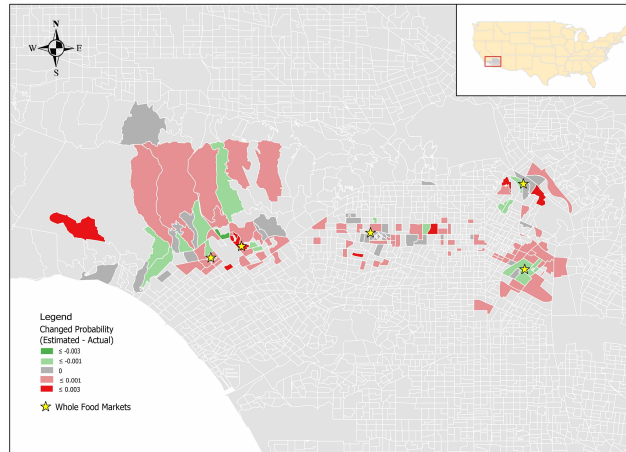 N
W E
S
Legend
Changed Probability
(Estimated - Actual)
≤ -0.003
≤ -0.001
0
≤ 0.001
≤ 0.003
Whole Food Markets